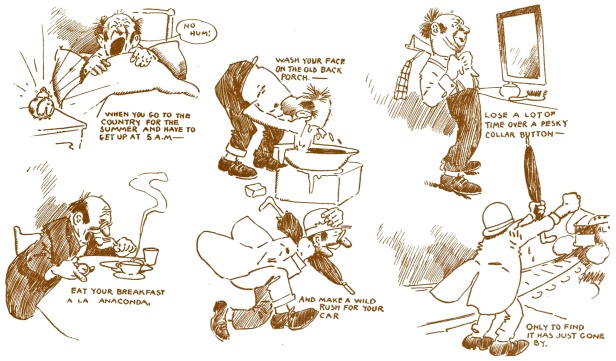 HO HUM!
WHEN YOU GO TO THE
COUNTRY FOR THE
SUMMER AND HAVE TO
GET UP AT 5 A.M—
WASH YOUR FACE
ON THE OLD BACK
PORCH.—
LOSE A LOT OF
TIME OVER A PESKY
COLLAR BUTTON—
EAT YOUR BREAKFAST
A LA ANACONDA,,
AND MAKE A WILD
RUSH FOR YOUR
CAR
ONLY TO FIND
IT HAS JUST GONE
BY.